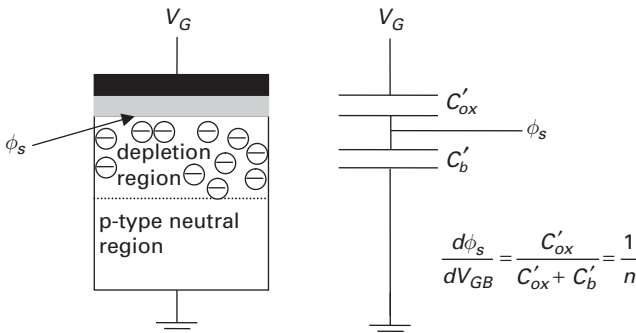 V_G
V_G
C'_ox
ϕ_s
ϕ_s
C'_b
depletion
region
p-type neutral
region
dϕ_s/dV_GB = C'_ox/(C'_ox + C'_b) = 1/n